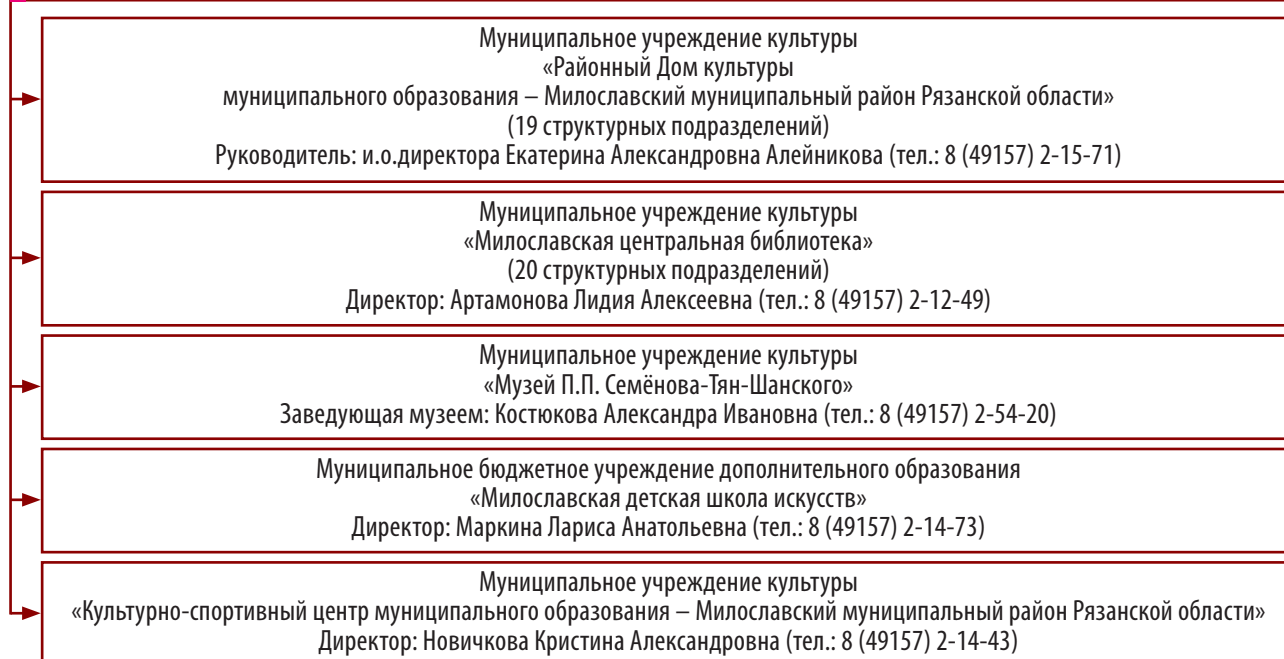 Муниципальное учреждение культуры
«Районный Дом культуры
муниципального образования – Милославский муниципальный район Рязанской области»
(19 структурных подразделений)
Руководитель: и.о.директора Екатерина Александровна Алейникова (тел.: 8 (49157) 2-15-71)
Муниципальное учреждение культуры
«Милославская центральная библиотека»
(20 структурных подразделений)
Директор: Артамонова Лидия Алексеевна (тел.: 8 (49157) 2-12-49)
Муниципальное учреждение культуры
«Музей П.П. Семёнова-Тян-Шанского»
Заведующая музеем: Костюкова Александра Ивановна (тел.: 8 (49157) 2-54-20)
Муниципальное бюджетное учреждение дополнительного образования
«Милославская детская школа искусств»
Директор: Маркина Лариса Анатольевна (тел.: 8 (49157) 2-14-73)
Муниципальное учреждение культуры
«Культурно-спортивный центр муниципального образования – Милославский муниципальный район Рязанской области»
Директор: Новичкова Кристина Александровна (тел.: 8 (49157) 2-14-43)